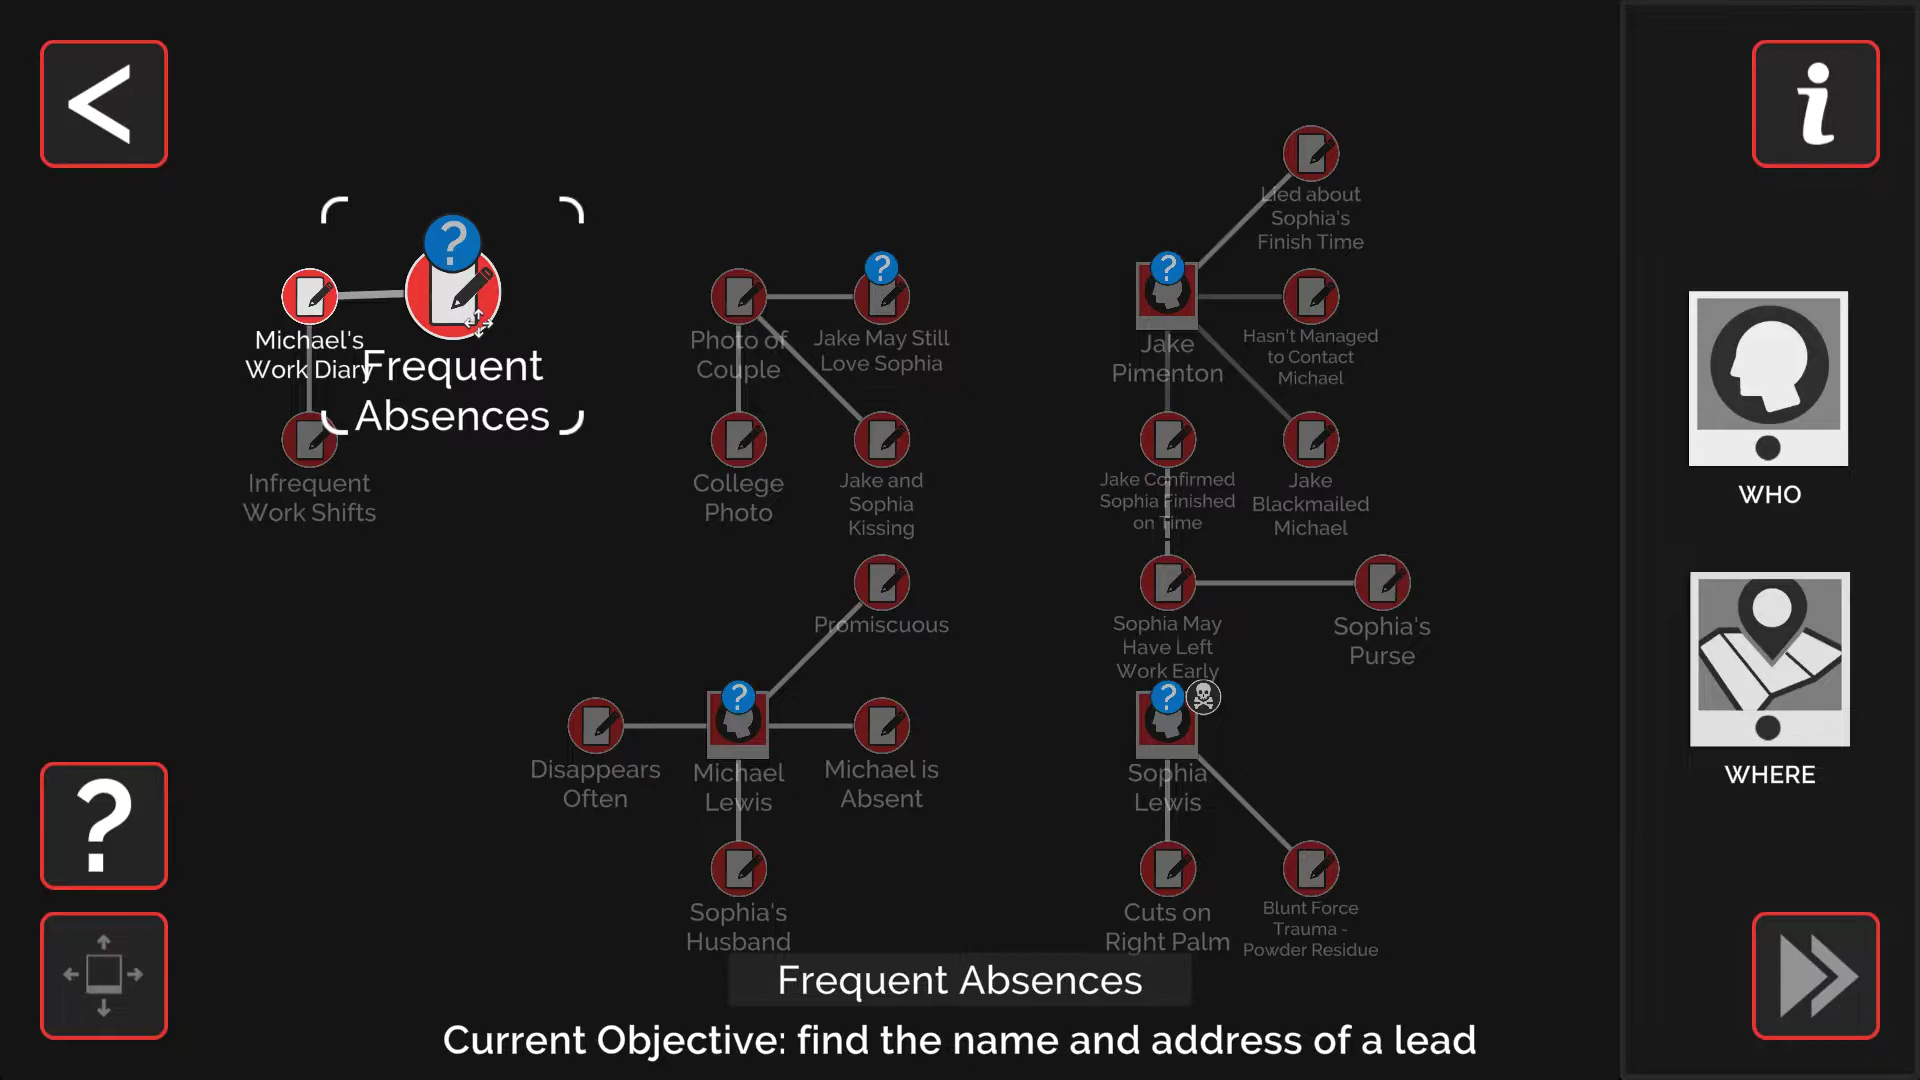 Lied about
Sophia's
Finish Time
Michael's
Work Diary
Frequent
Absences
Photo of
Couple
Jake May Still
Love Sophia
Jake
Pimenton
Hasn't Managed
to Contact
Michael
Infrequent
Work Shifts
College
Photo
Jake and
Sophia
Kissing
Jake Confirmed
Sophia Finished
on Time
Jake
Blackmailed
Michael
WHO
Promiscuous
Sophia May
Have Left
Work Early
Sophia's
Purse
Disappears
Often
Michael
Lewis
Michael is
Absent
Sophia
Lewis
WHERE
Sophia's
Husband
Cuts on
Right Palm
Blunt Force
Trauma -
Powder Residue
Frequent Absences
Current Objective: find the name and address of a lead